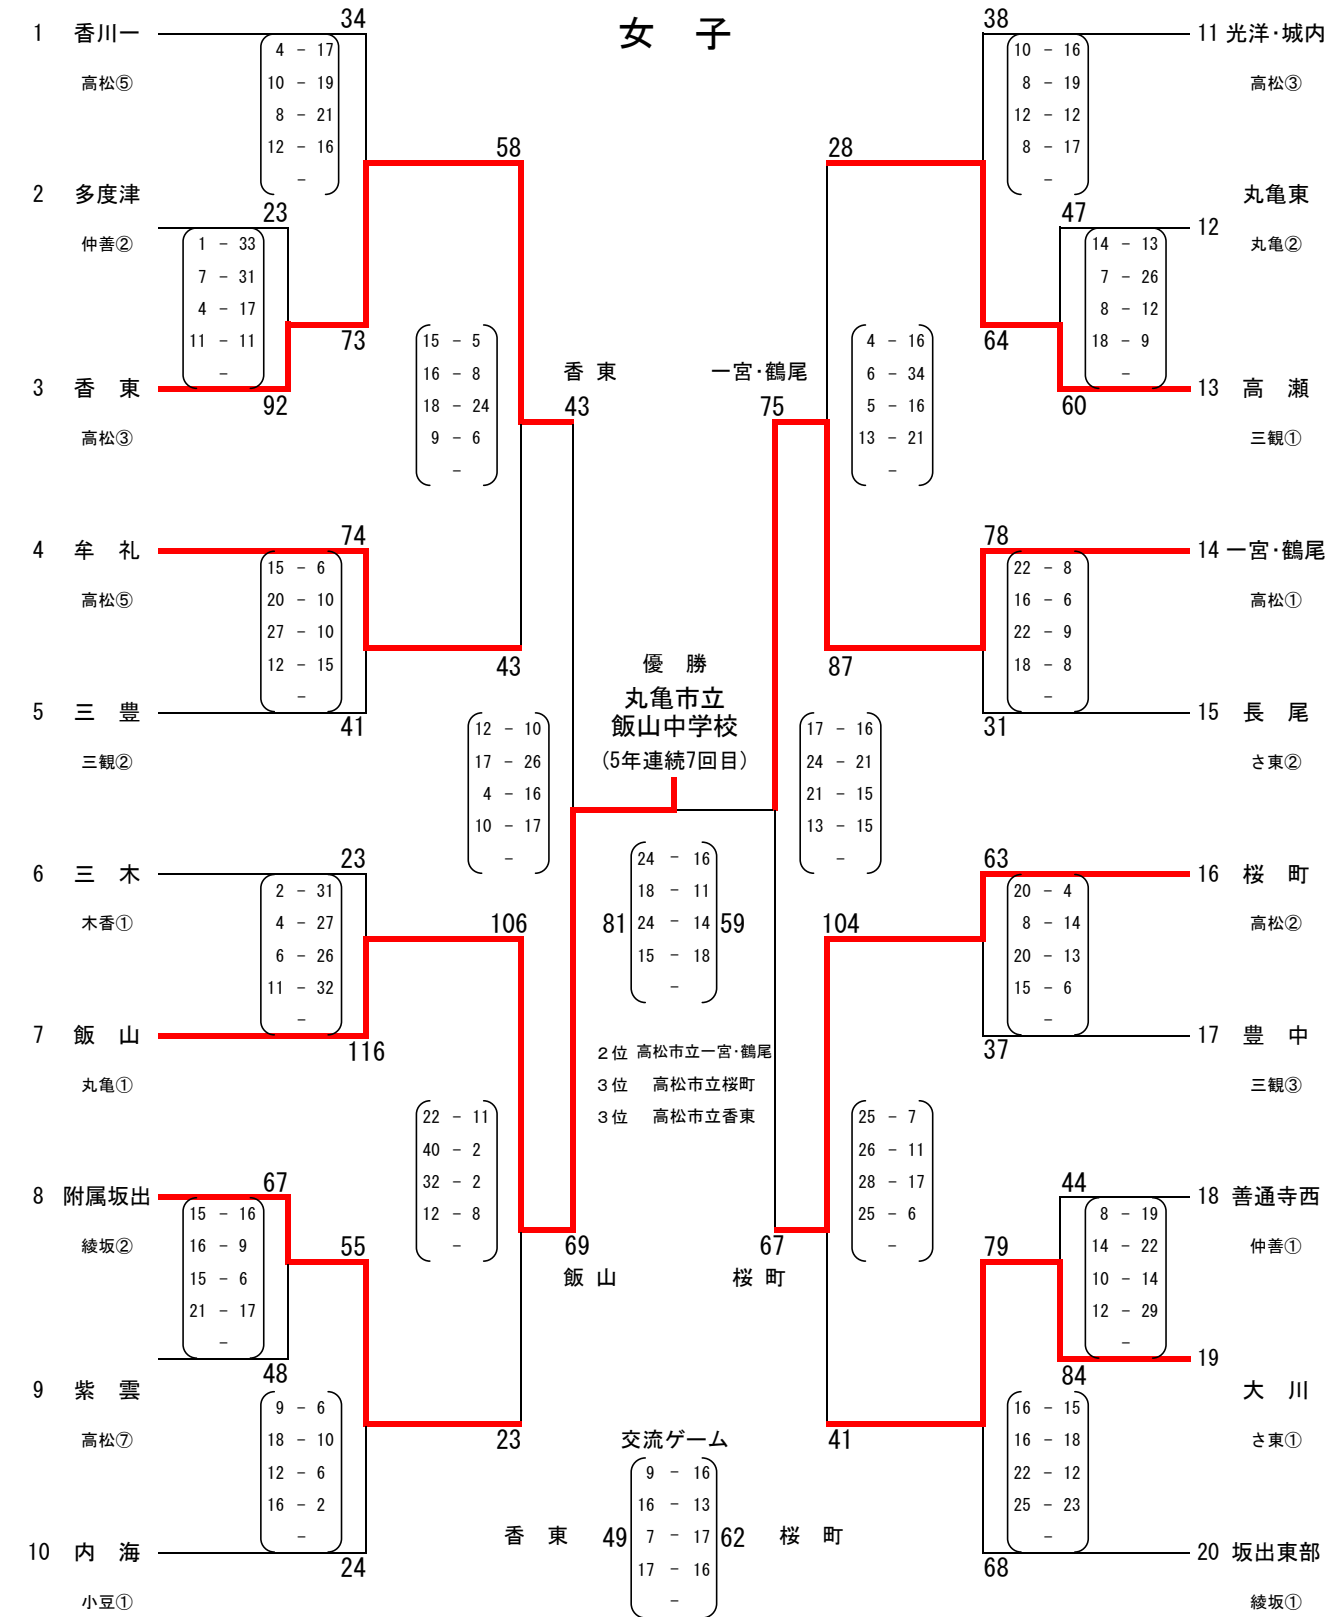 女　子
1 香川一
高松⑤
34
4 - 17
10 - 19
8 - 21
12 - 16
-
2 多度津
仲善②
23
1 - 33
7 - 31
4 - 17
11 - 11
-
73
3 香　東
高松③
92
58
15 - 5
16 - 8
18 - 24
9 - 6
-
香 東
43
4 牟　礼
高松⑤
74
15 - 6
20 - 10
27 - 10
12 - 15
-
43
5 三　豊
三観②
41
12 - 10
17 - 26
4 - 16
10 - 17
-
6 三　木
木香①
23
2 - 31
4 - 27
6 - 26
11 - 32
-
106
7 飯　山
丸亀①
116
22 - 11
40 - 2
32 - 2
12 - 8
-
69
飯 山
8 附属坂出
綾坂②
67
15 - 16
16 - 9
15 - 6
21 - 17
-
55
9 紫　雲
高松⑦
48
9 - 6
18 - 10
12 - 6
16 - 2
-
23
10 内　海
小豆①
24
優　勝
丸亀市立
飯山中学校
(5年連続7回目)
81
24 - 16
18 - 11
24 - 14
15 - 18
-
59
2位 高松市立一宮・鶴尾
3位 高松市立桜町
3位 高松市立香東
交流ゲーム
香　東 49
9 - 16
16 - 13
7 - 17
17 - 16
-
62 桜　町
38
11 光洋・城内
高松③
10 - 16
8 - 19
12 - 12
8 - 17
-
28
47
丸亀東
12
丸亀②
14 - 13
7 - 26
8 - 12
18 - 9
-
64
60
13 高　瀬
三観①
一宮・鶴尾
75
4 - 16
6 - 34
5 - 16
13 - 21
-
78
14 一宮・鶴尾
高松①
22 - 8
16 - 6
22 - 9
18 - 8
-
87
31
15 長　尾
さ東②
17 - 16
24 - 21
21 - 15
13 - 15
-
63
16 桜　町
高松②
20 - 4
8 - 14
20 - 13
15 - 6
-
104
37
17 豊　中
三観③
25 - 7
26 - 11
28 - 17
25 - 6
-
67
桜 町
44
18 善通寺西
仲善①
8 - 19
14 - 22
10 - 14
12 - 29
-
79
84
19
大　川
さ東①
16 - 15
16 - 18
22 - 12
25 - 23
-
41
68
20 坂出東部
綾坂①